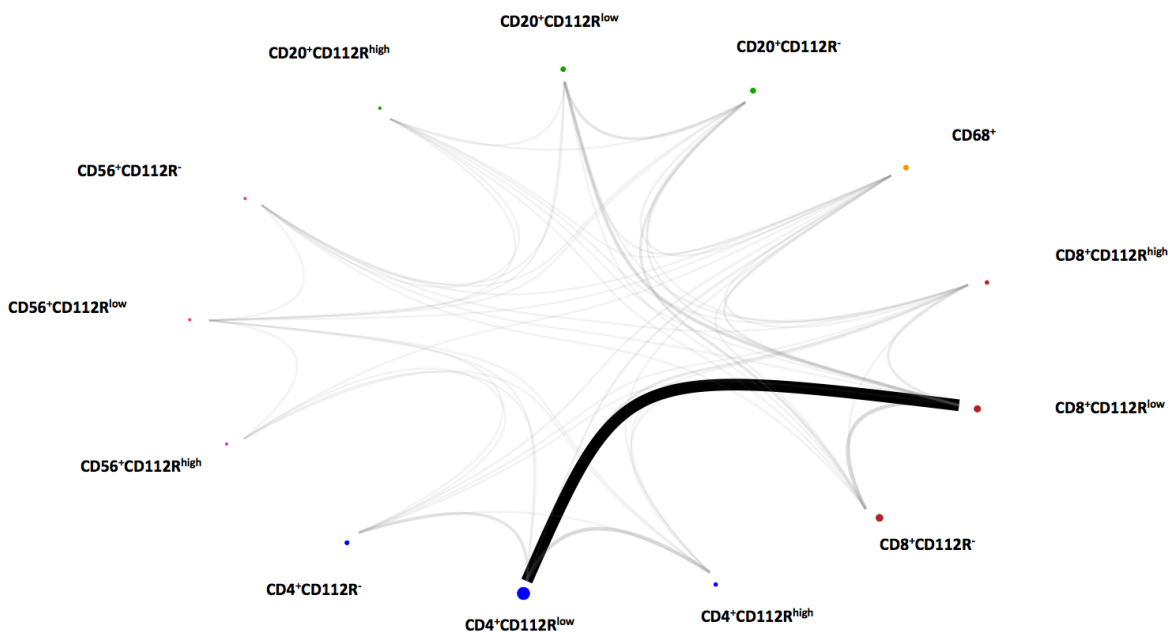 CD20⁺CD112Rˡᵒʷ
CD20⁺CD112R⁻
CD20⁺CD112Rʰⁱᵍʰ
CD68⁺
CD56⁺CD112R⁻
CD8⁺CD112Rʰⁱᵍʰ
CD56⁺CD112Rˡᵒʷ
CD8⁺CD112Rˡᵒʷ
CD56⁺CD112Rʰⁱᵍʰ
CD8⁺CD112R⁻
CD4⁺CD112R⁻
CD4⁺CD112Rʰⁱᵍʰ
CD4⁺CD112Rˡᵒʷ